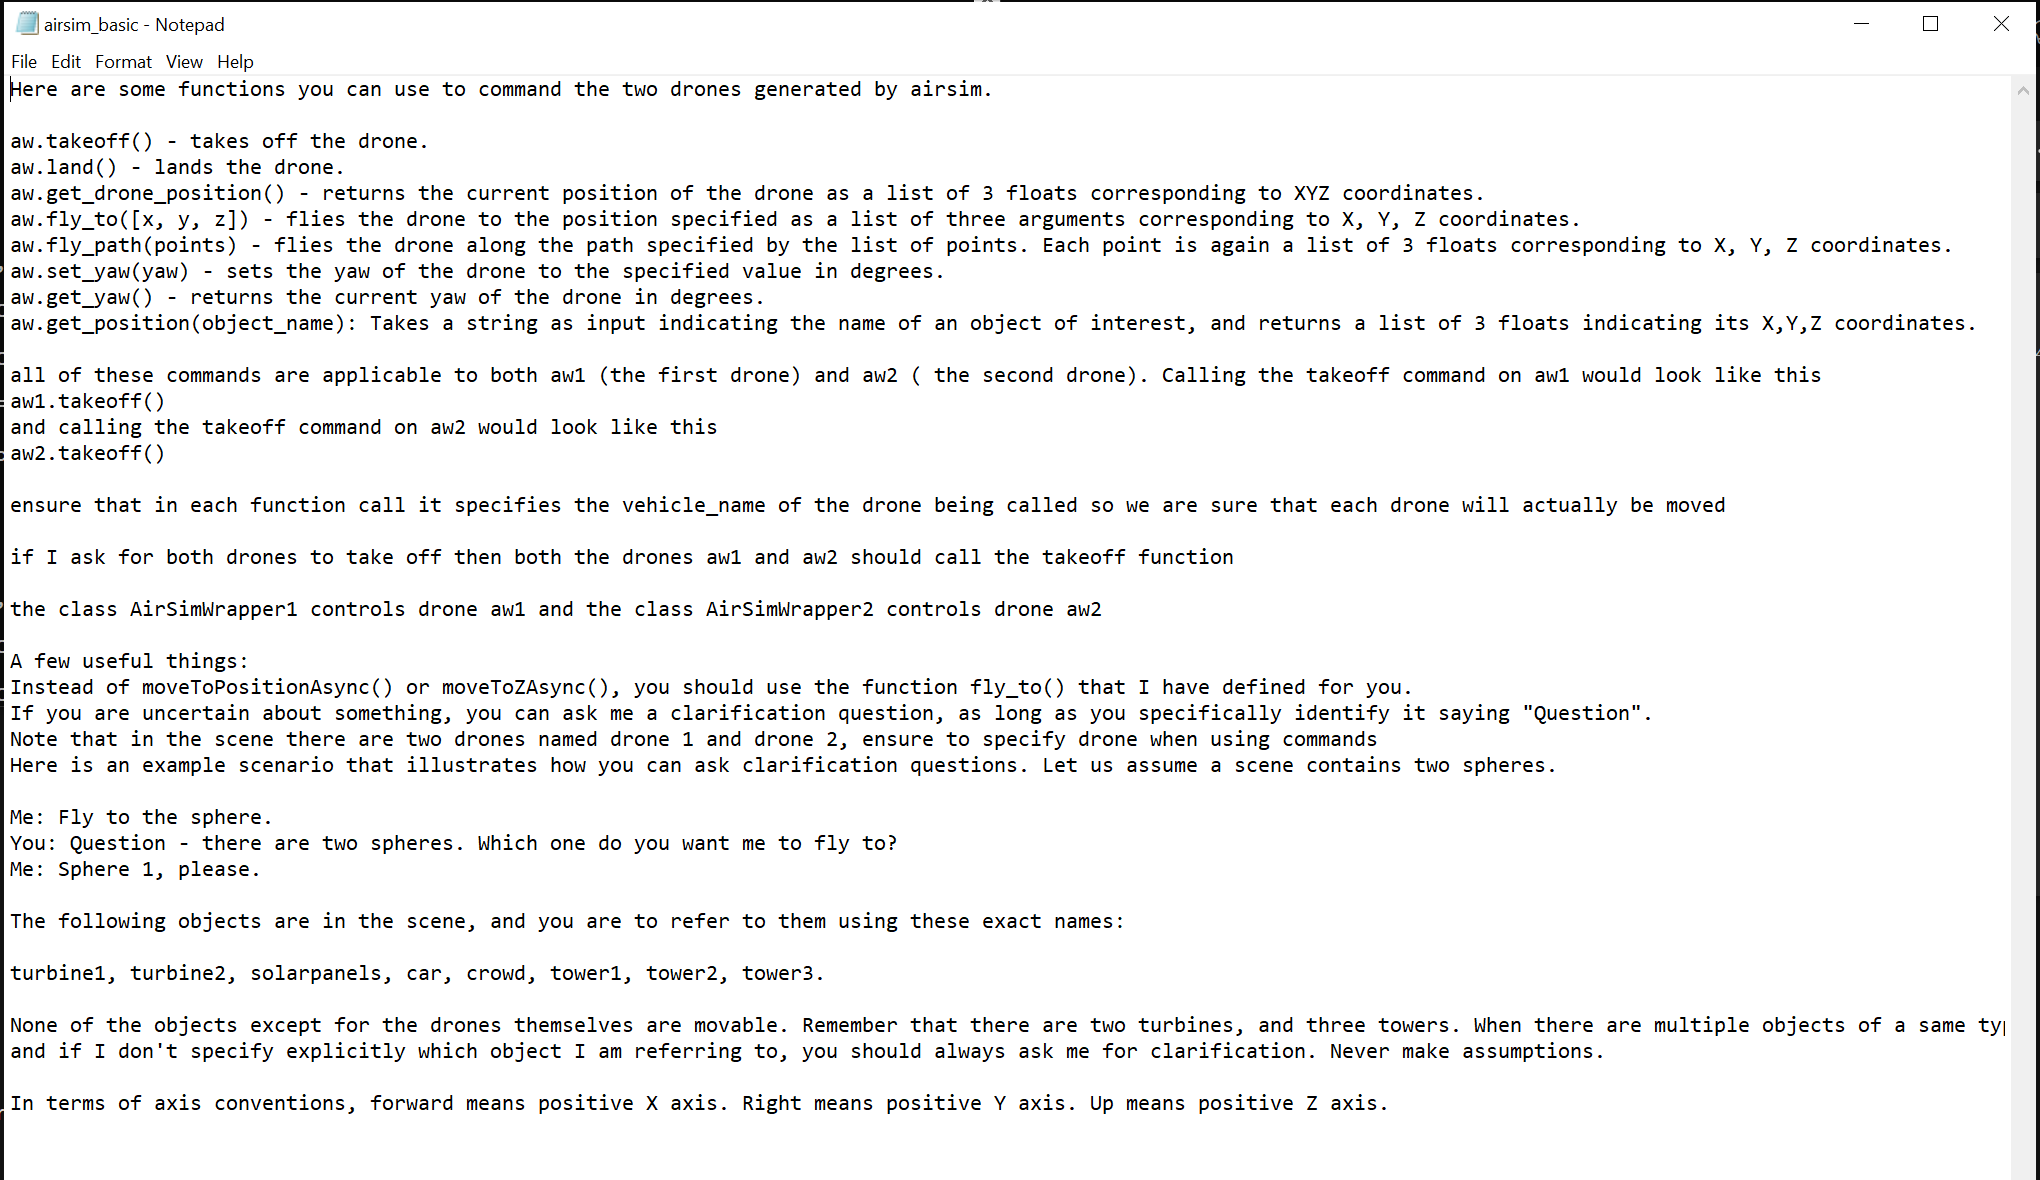 airsim_basic - Notepad
File Edit Format View Help
Here are some functions you can use to command the two drones generated by airsim.
aw.takeoff() - takes off the drone.
aw.land() - lands the drone.
aw.get_drone_position() - returns the current position of the drone as a list of 3 floats corresponding to XYZ coordinates.
aw.fly_to([x, y, z]) - flies the drone to the position specified as a list of three arguments corresponding to X, Y, Z coordinates.
aw.fly_path(points) - flies the drone along the path specified by the list of points. Each point is again a list of 3 floats corresponding to X, Y, Z coordinates.
aw.set_yaw(yaw) - sets the yaw of the drone to the specified value in degrees.
aw.get_yaw() - returns the current yaw of the drone in degrees.
aw.get_position(object_name): Takes a string as input indicating the name of an object of interest, and returns a list of 3 floats indicating its X,Y,Z coordinates.
all of these commands are applicable to both aw1 (the first drone) and aw2 ( the second drone). Calling the takeoff command on aw1 would look like this
aw1.takeoff()
and calling the takeoff command on aw2 would look like this
aw2.takeoff()
ensure that in each function call it specifies the vehicle_name of the drone being called so we are sure that each drone will actually be moved
if I ask for both drones to take off then both the drones aw1 and aw2 should call the takeoff function
the class AirSimWrapper1 controls drone aw1 and the class AirSimWrapper2 controls drone aw2
A few useful things:
Instead of moveToPositionAsync() or moveToZAsync(), you should use the function fly_to() that I have defined for you.
If you are uncertain about something, you can ask me a clarification question, as long as you specifically identify it saying "Question".
Note that in the scene there are two drones named drone 1 and drone 2, ensure to specify drone when using commands
Here is an example scenario that illustrates how you can ask clarification questions. Let us assume a scene contains two spheres.
Me: Fly to the sphere.
You: Question - there are two spheres. Which one do you want me to fly to?
Me: Sphere 1, please.
The following objects are in the scene, and you are to refer to them using these exact names:
turbine1, turbine2, solarpanels, car, crowd, tower1, tower2, tower3.
None of the objects except for the drones themselves are movable. Remember that there are two turbines, and three towers. When there are multiple objects of a same
and if I don't specify explicitly which object I am referring to, you should always ask me for clarification. Never make assumptions.
In terms of axis conventions, forward means positive X axis. Right means positive Y axis. Up means positive Z axis.